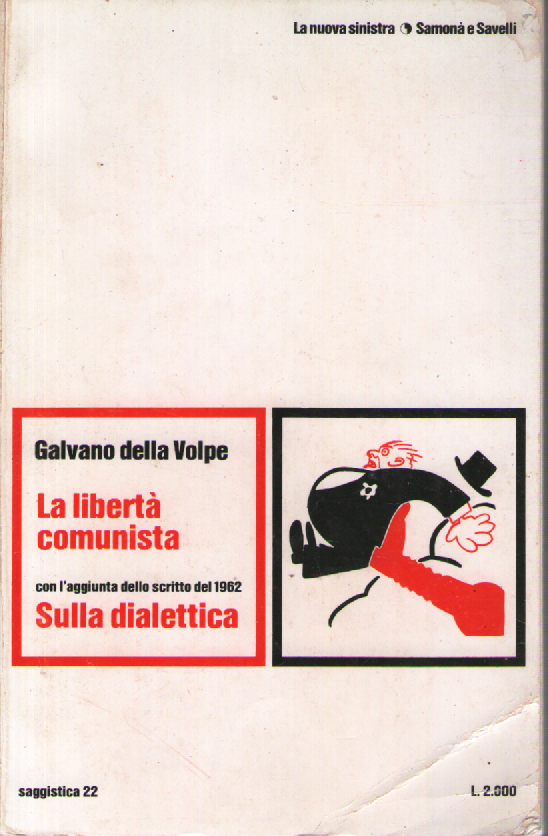 La nuova sinistra Samonà e Savelli
Galvano della Volpe
La libertà
comunista
con l'aggiunta dello scritto del 1962
Sulla dialettica
saggistica 22
L. 2.000